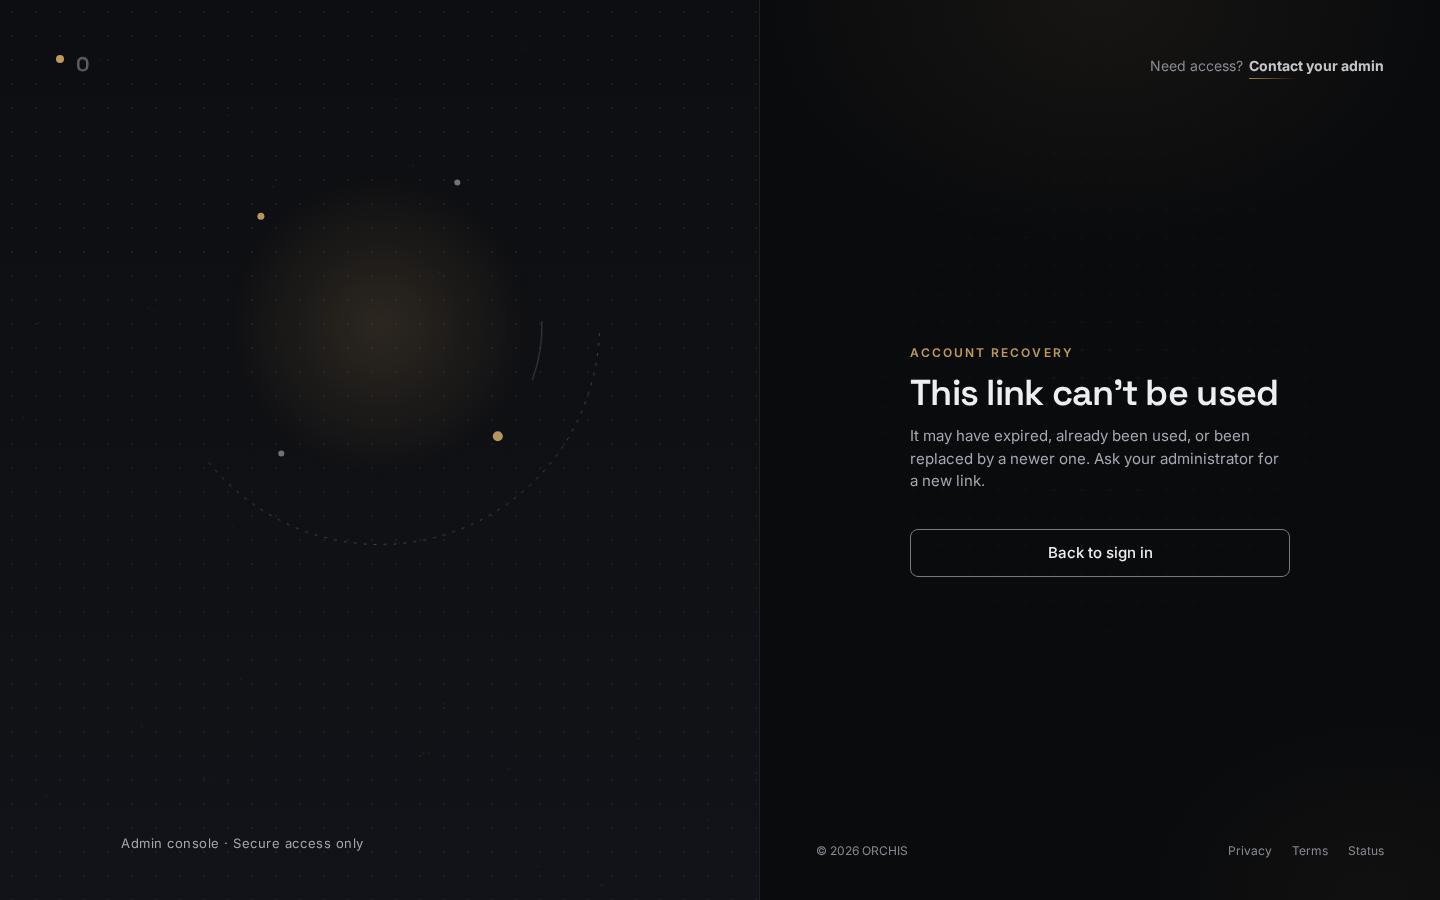 O
Need access? Contact your admin
ACCOUNT RECOVERY
This link can’t be used
It may have expired, already been used, or been
replaced by a newer one. Ask your administrator for
a new link.
Back to sign in
Admin console · Secure access only
© 2026 ORCHIS
Privacy Terms Status